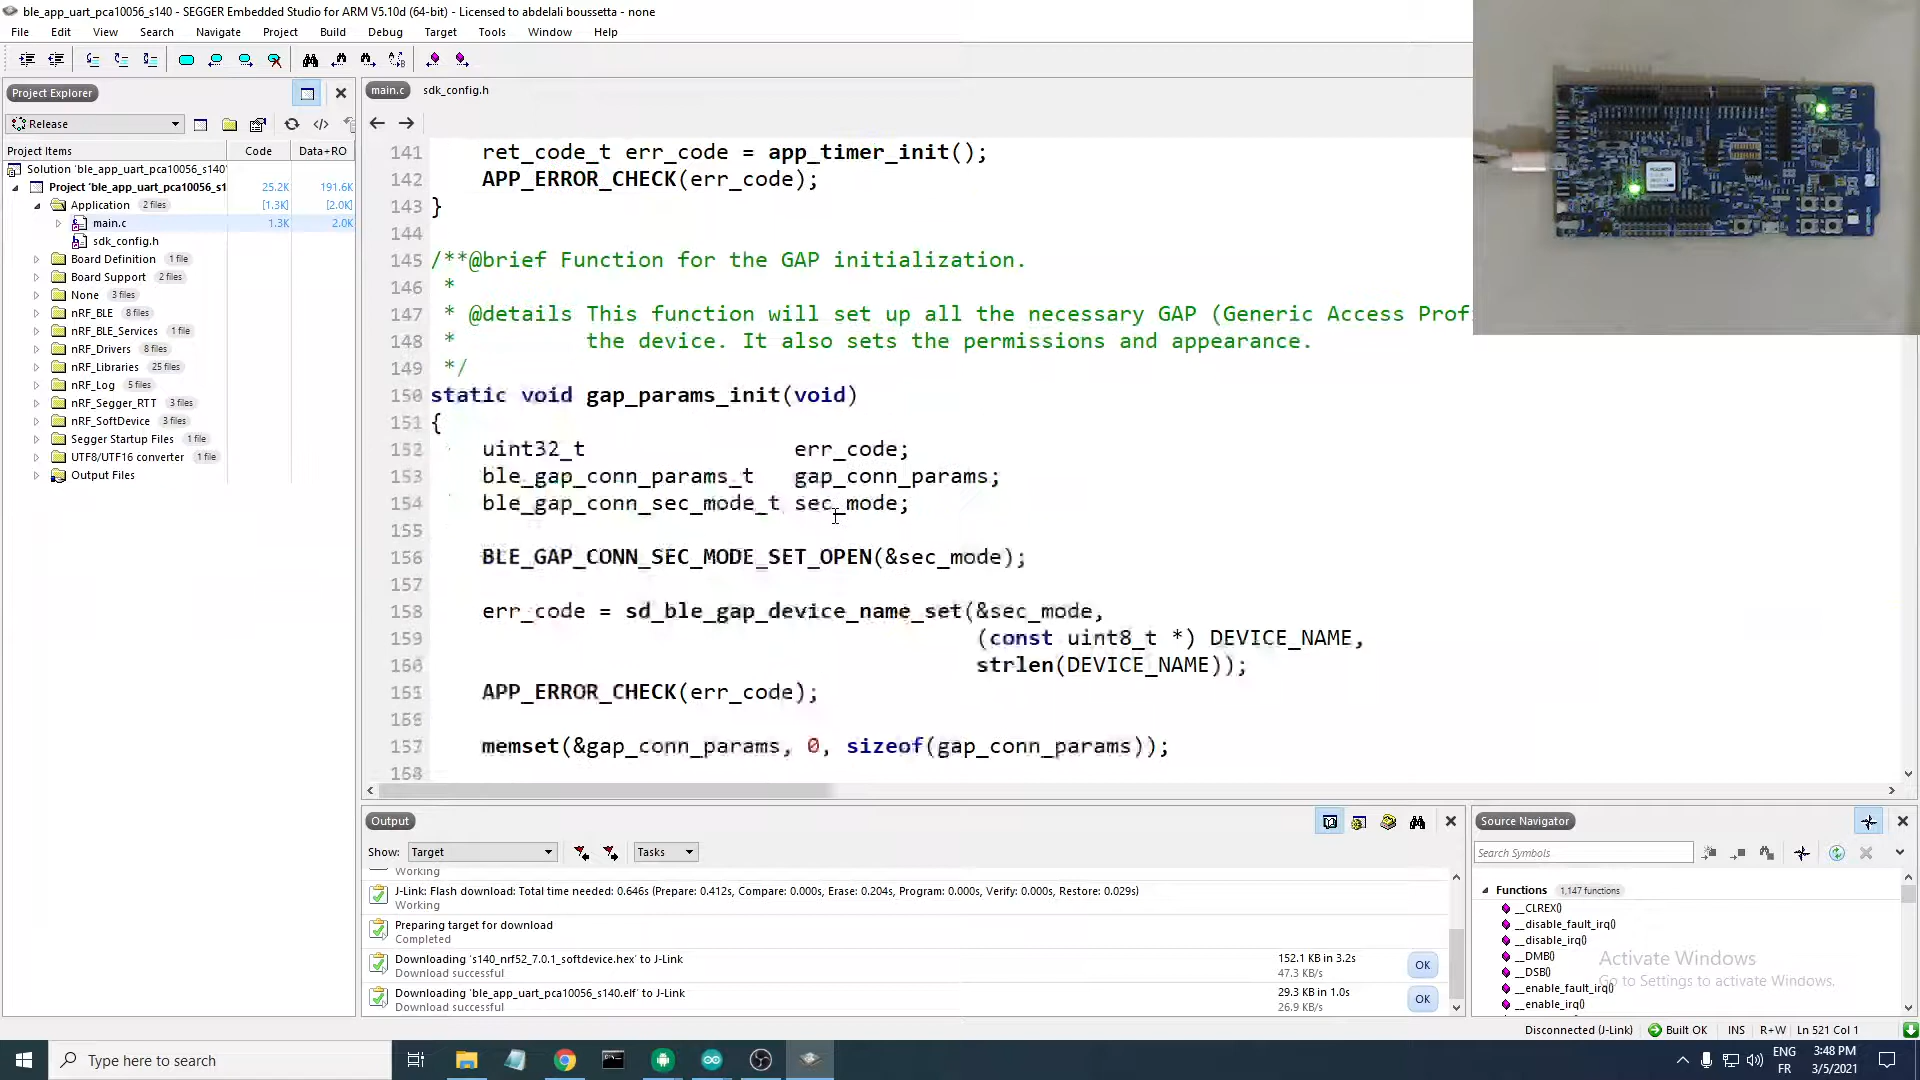 ble_app_uart_pca10056_s140 - SEGGER Embedded Studio for ARM V5.10d (64-bit) - Licensed to abdelali boussetta - none
File Edit View Search Navigate Project Build Debug Target Tools Window Help
Project Explorer
main.c sdk_config.h
Release
Project Items Code Data+RO
Solution 'ble_app_uart_pca10056_s140'
Project 'ble_app_uart_pca10056_s1 25.2K 191.6K
Application 2 files [1.3K] [2.0K]
main.c 1.3K 2.0K
sdk_config.h
Board Definition 1 file
Board Support 2 files
None 3 files
nRF_BLE 8 files
nRF_BLE_Services 1 file
nRF_Drivers 8 files
nRF_Libraries 25 files
nRF_Log 5 files
nRF_Segger_RTT 3 files
nRF_SoftDevice 3 files
Segger Startup Files 1 file
UTF8/UTF16 converter 1 file
Output Files
141 ret_code_t err_code = app_timer_init();
142 APP_ERROR_CHECK(err_code);
143 }
144
145 /**@brief Function for the GAP initialization.
146 *
147 * @details This function will set up all the necessary GAP (Generic Access Prof
148 * the device. It also sets the permissions and appearance.
149 */
150 static void gap_params_init(void)
151 {
152 uint32_t err_code;
153 ble_gap_conn_params_t gap_conn_params;
154 ble_gap_conn_sec_mode_t sec_mode;
155
156 BLE_GAP_CONN_SEC_MODE_SET_OPEN(&sec_mode);
157
158 err_code = sd_ble_gap_device_name_set(&sec_mode,
159 (const uint8_t *) DEVICE_NAME,
strlen(DEVICE_NAME));
APP_ERROR_CHECK(err_code);
memset(&gap_conn_params, 0, sizeof(gap_conn_params));
Output
Show: Target Tasks
Working
J-Link: Flash download: Total time needed: 0.646s (Prepare: 0.412s, Compare: 0.000s, Erase: 0.204s, Program: 0.000s, Verify: 0.000s, Restore: 0.029s)
Working
Preparing target for download
Completed
Downloading 's140_nrf52_7.0.1_softdevice.hex' to J-Link 152.1 KB in 3.2s
Download successful 47.3 KB/s OK
Downloading 'ble_app_uart_pca10056_s140.elf' to J-Link 29.3 KB in 1.0s
Download successful 26.9 KB/s OK
Source Navigator
Search Symbols
Functions 1,147 functions
__CLREX()
__disable_fault_irq()
__disable_irq()
__DMB()
__DSB()
__enable_fault_irq()
__enable_irq()
Activate Windows
Go to Settings to activate Windows.
Disconnected (J-Link) Built OK INS R+W Ln 521 Col 1
Type here to search
ENG
FR
3:48 PM
3/5/2021